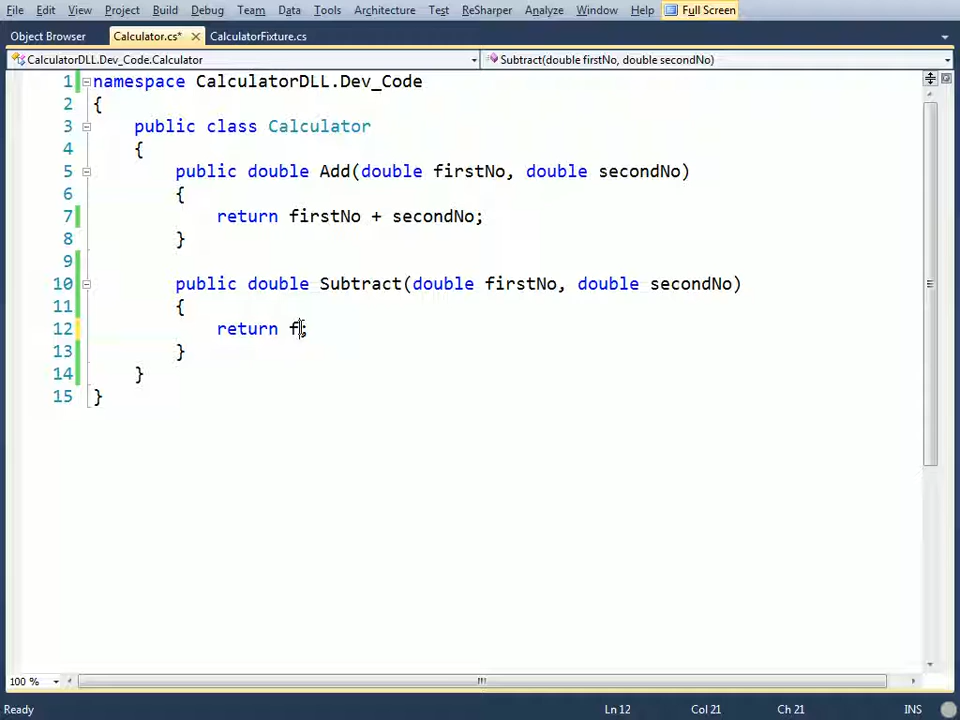 File Edit View Project Build Debug Team Data Tools Architecture Test ReSharper Analyze Window Help Full Screen
Object Browser Calculator.cs* CalculatorFixture.cs
CalculatorDLL.Dev_Code.Calculator Subtract(double firstNo, double secondNo)
1 namespace CalculatorDLL.Dev_Code
2 {
3 public class Calculator
4 {
5 public double Add(double firstNo, double secondNo)
6 {
7 return firstNo + secondNo;
8 }
9
10 public double Subtract(double firstNo, double secondNo)
11 {
12 return f;
13 }
14 }
15 }
100 %
Ready Ln 12 Col 21 Ch 21 INS